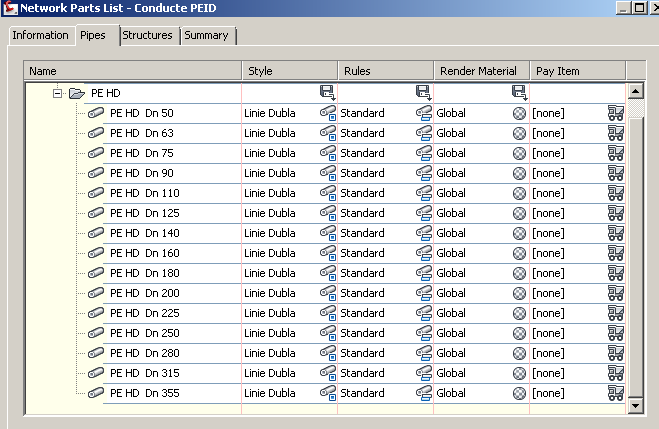 Network Parts List - Conducte PEID
Information Pipes Structures Summary
Name Style Rules Render Material Pay Item
PE HD
PE HD Dn 50 Linie Dubla Standard Global [none]
PE HD Dn 63 Linie Dubla Standard Global [none]
PE HD Dn 75 Linie Dubla Standard Global [none]
PE HD Dn 90 Linie Dubla Standard Global [none]
PE HD Dn 110 Linie Dubla Standard Global [none]
PE HD Dn 125 Linie Dubla Standard Global [none]
PE HD Dn 140 Linie Dubla Standard Global [none]
PE HD Dn 160 Linie Dubla Standard Global [none]
PE HD Dn 180 Linie Dubla Standard Global [none]
PE HD Dn 200 Linie Dubla Standard Global [none]
PE HD Dn 225 Linie Dubla Standard Global [none]
PE HD Dn 250 Linie Dubla Standard Global [none]
PE HD Dn 280 Linie Dubla Standard Global [none]
PE HD Dn 315 Linie Dubla Standard Global [none]
PE HD Dn 355 Linie Dubla Standard Global [none]